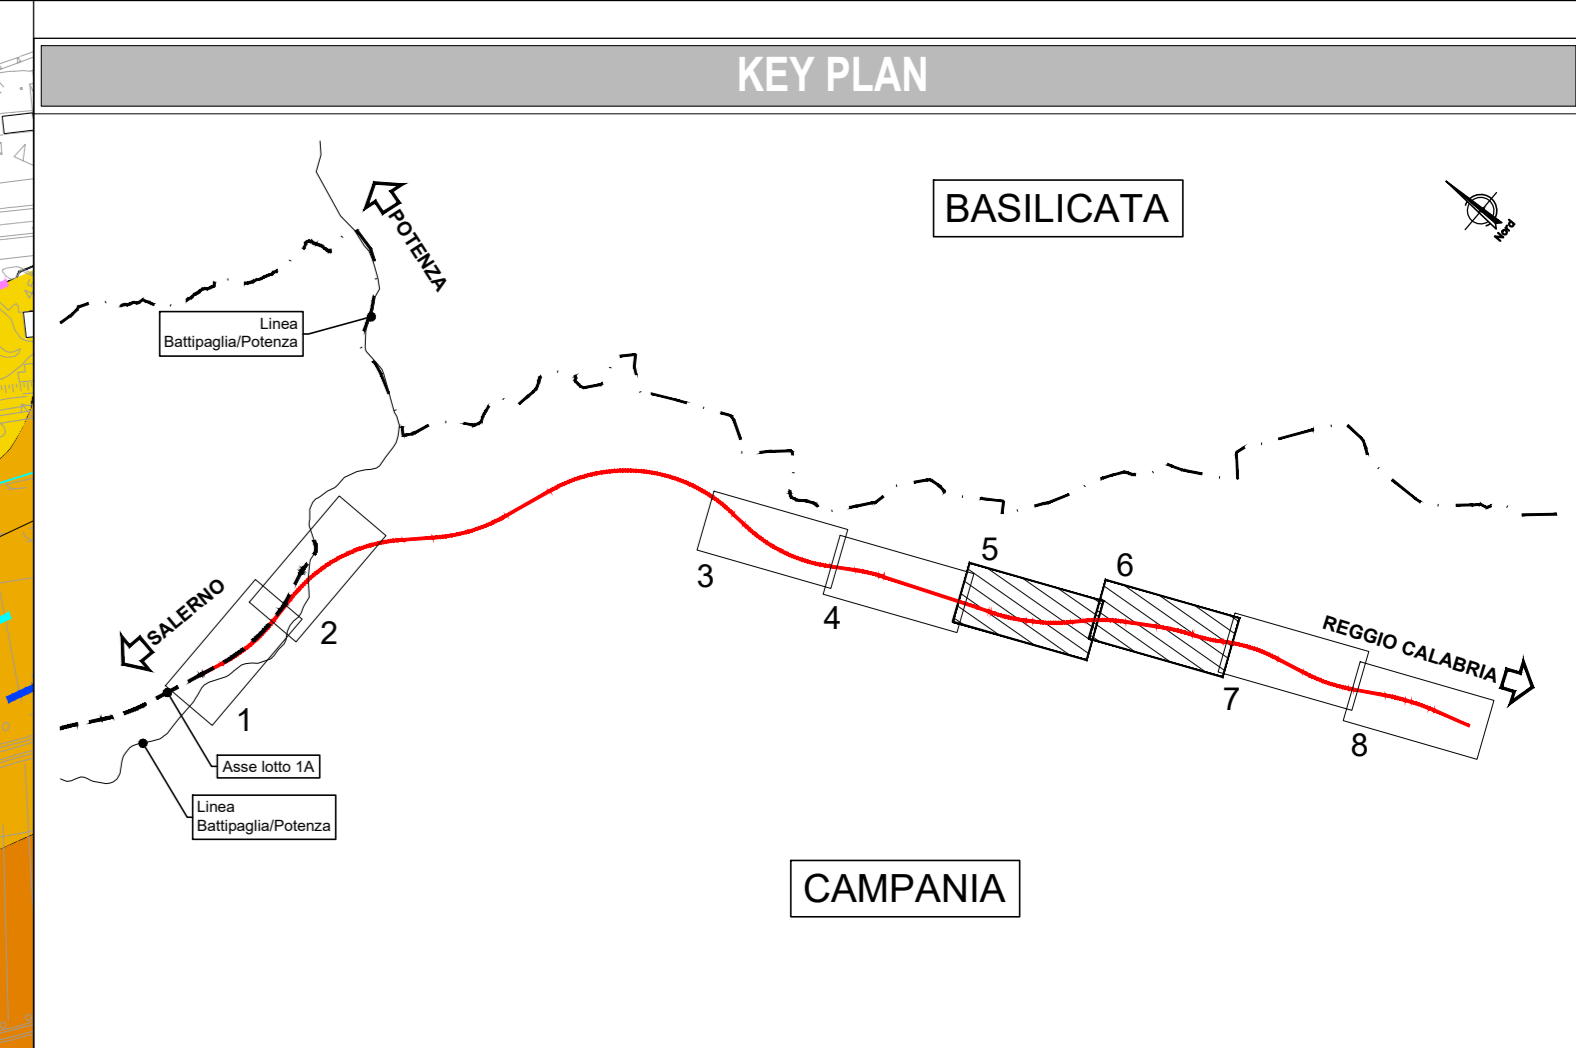 KEY PLAN
BASILICATA
Nord
POTENZA
Linea
Battipaglia/Potenza
5
6
3
4
SALERNO
2
REGGIO CALABRIA
7
1
8
Asse lotto 1A
Linea
Battipaglia/Potenza
CAMPANIA